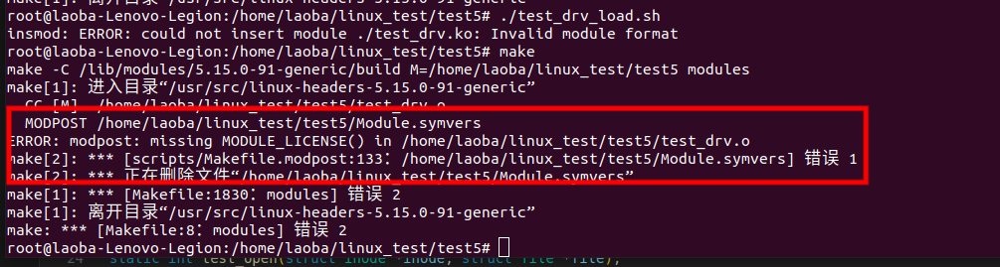 make[1]: 离开目录“/usr/src/linux-headers-5.15.0-91-generic”
root@laoba-Lenovo-Legion:/home/laoba/linux_test/test5# ./test_drv_load.sh
insmod: ERROR: could not insert module ./test_drv.ko: Invalid module format
root@laoba-Lenovo-Legion:/home/laoba/linux_test/test5# make
make -C /lib/modules/5.15.0-91-generic/build M=/home/laoba/linux_test/test5 modules
make[1]: 进入目录“/usr/src/linux-headers-5.15.0-91-generic”
  CC [M]  /home/laoba/linux_test/test5/test_drv.o
  MODPOST /home/laoba/linux_test/test5/Module.symvers
ERROR: modpost: missing MODULE_LICENSE() in /home/laoba/linux_test/test5/test_drv.o
make[2]: *** [scripts/Makefile.modpost:133：/home/laoba/linux_test/test5/Module.symvers] 错误 1
make[2]: *** 正在删除文件“/home/laoba/linux_test/test5/Module.symvers”
make[1]: *** [Makefile:1830：modules] 错误 2
make[1]: 离开目录“/usr/src/linux-headers-5.15.0-91-generic”
make: *** [Makefile:8：modules] 错误 2
root@laoba-Lenovo-Legion:/home/laoba/linux_test/test5#
24 static int test_open(struct inode *inode, struct file *file);